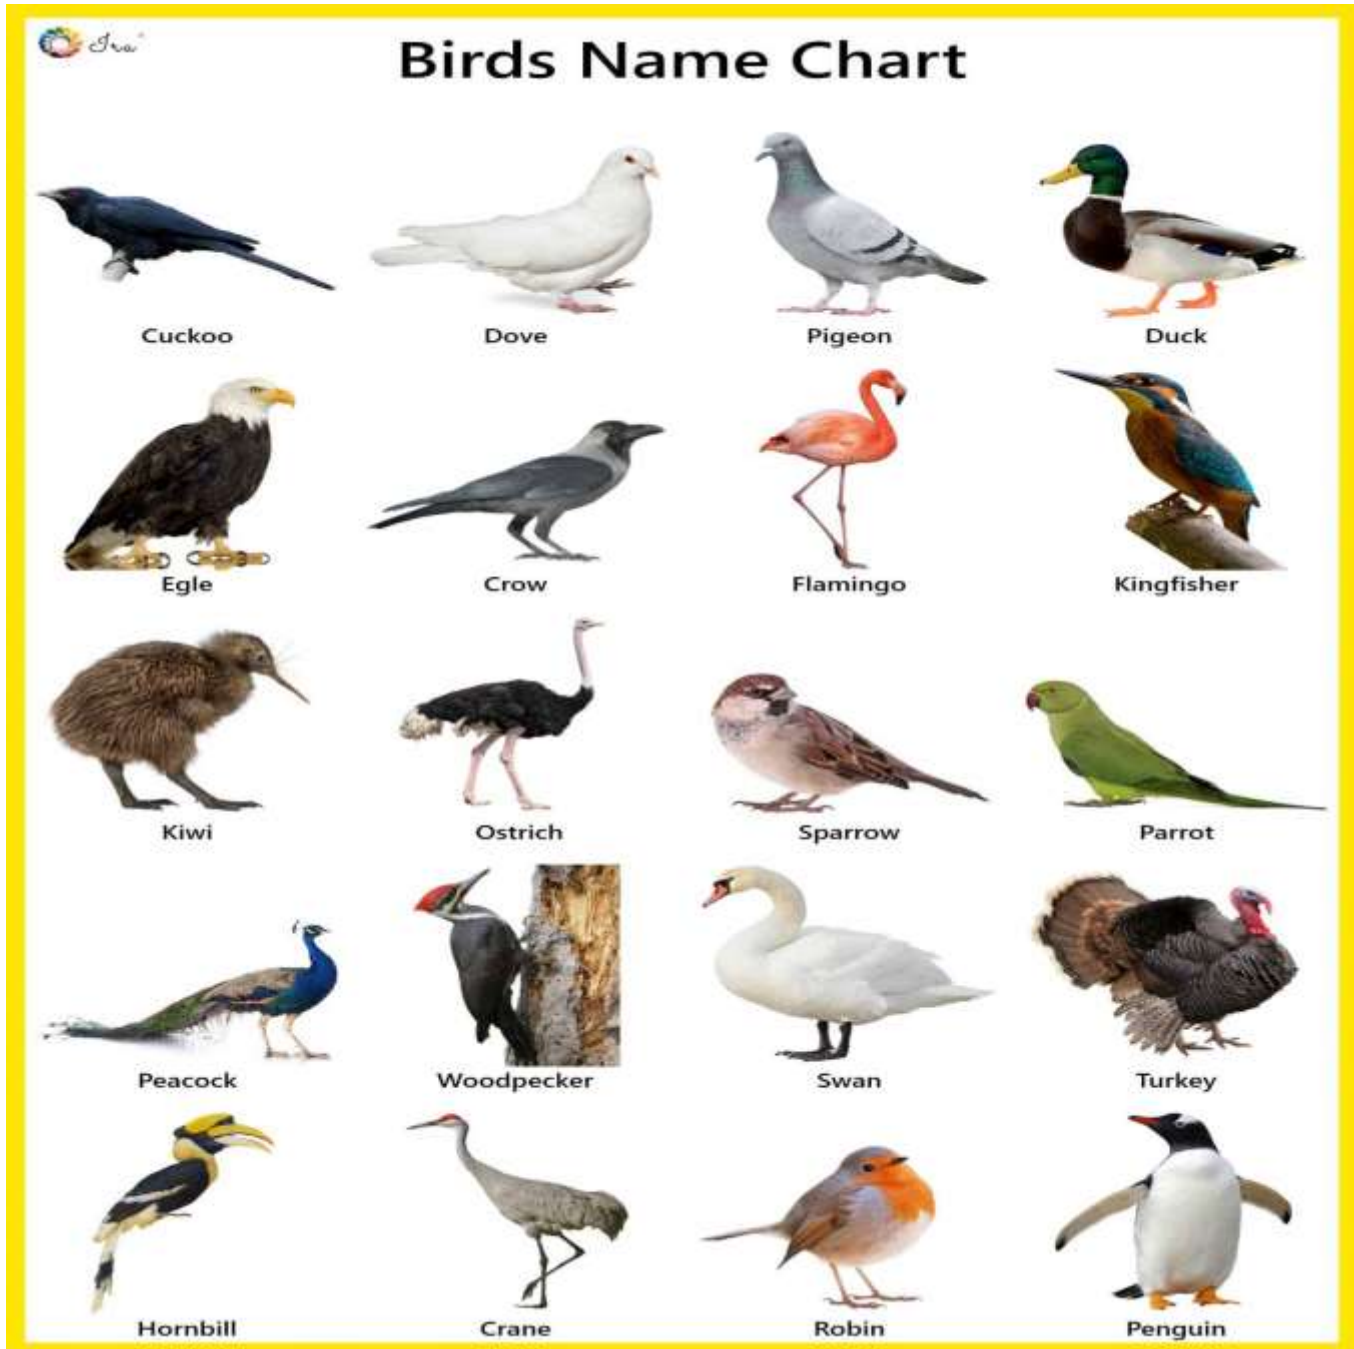 Ira
Birds Name Chart
Cuckoo Dove Pigeon Duck
Egle Crow Flamingo Kingfisher
Kiwi Ostrich Sparrow Parrot
Peacock Woodpecker Swan Turkey
Hornbill Crane Robin Penguin